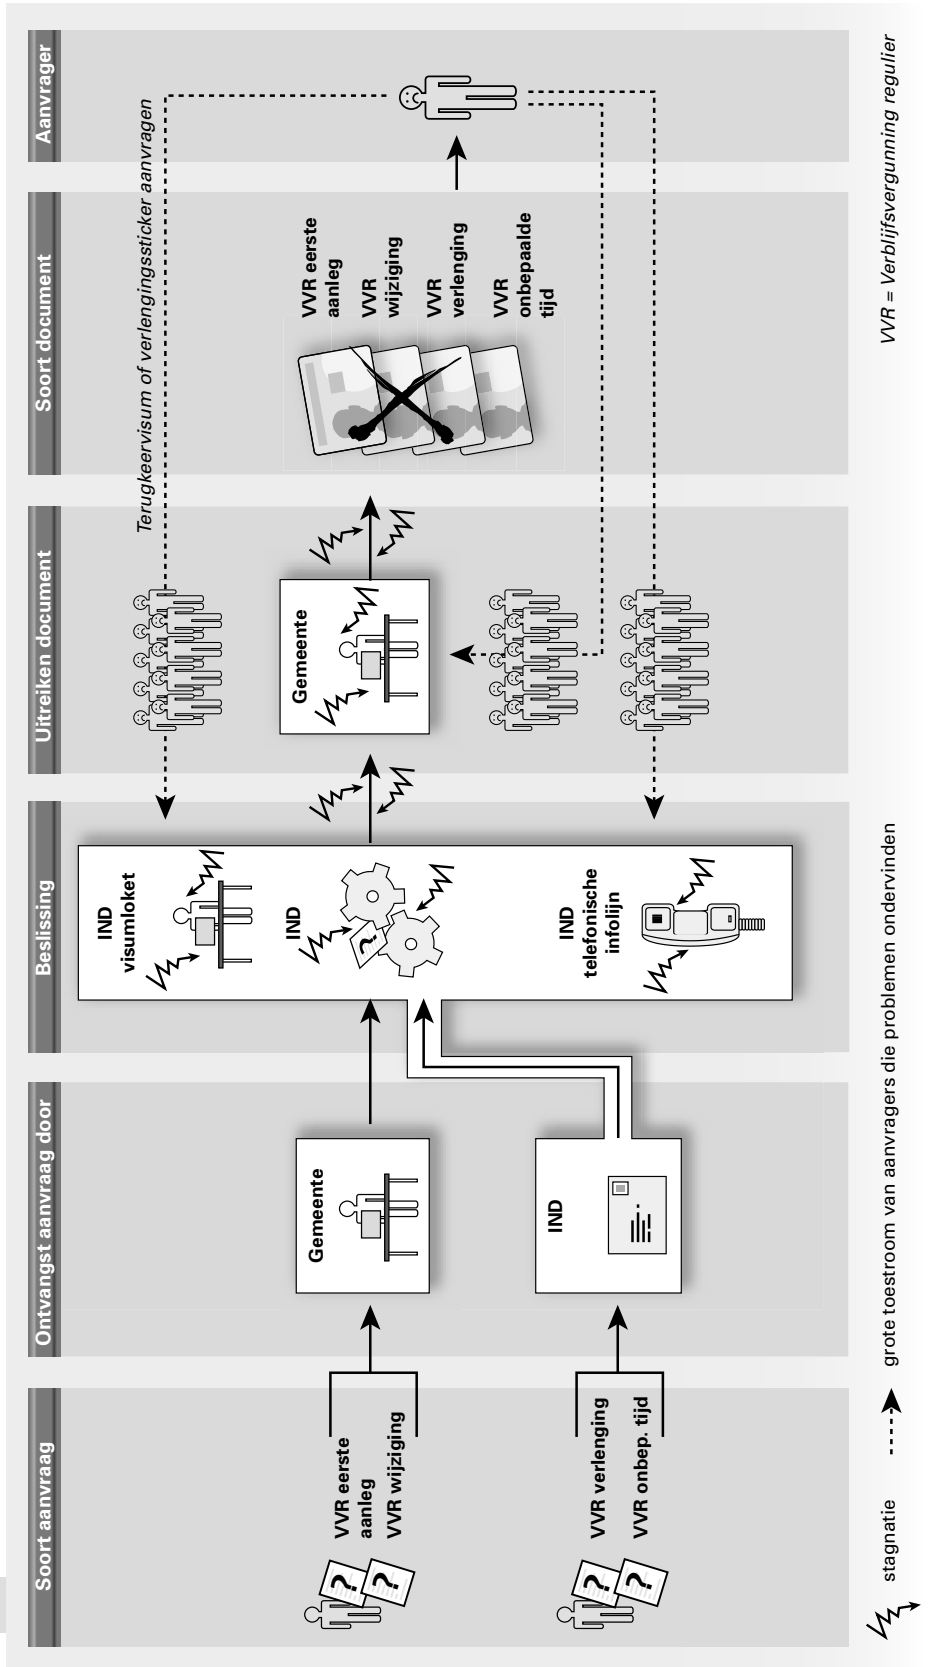 Soort aanvraag
Ontvangst aanvraag door
Beslissing
Uitreiken document
Soort document
Aanvrager
VVR eerste
aanleg
VVR wijziging
VVR verlenging
VVR onbep. tijd
Gemeente
IND
IND
visumloket
IND
IND
telefonische
infolijn
Gemeente
Terugkeervisum of verlengingssticker aanvragen
VVR eerste
aanleg
VVR
wijziging
VVR
verlenging
VVR
onbepaalde
tijd
stagnatie
grote toestroom van aanvragers die problemen ondervinden
VVR = Verblijfsvergunning regulier